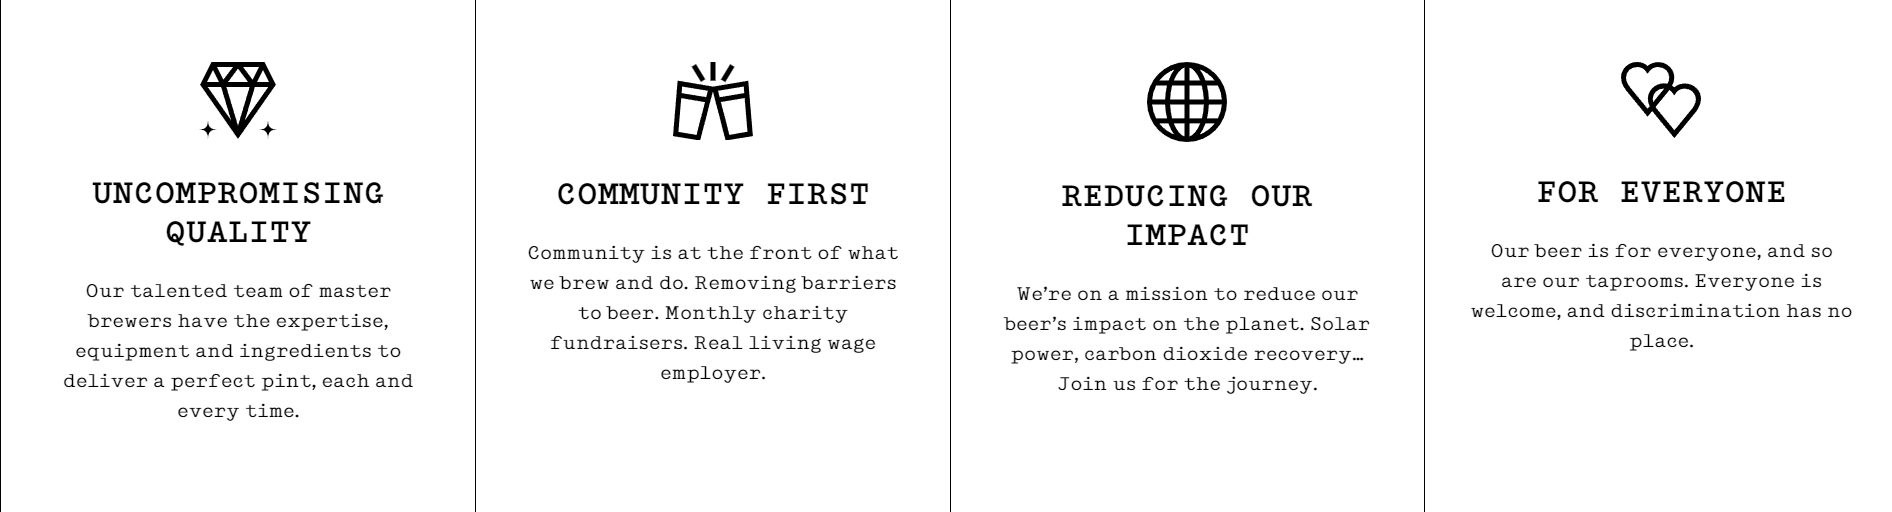 UNCOMPROMISING
QUALITY
Our talented team of master
brewers have the expertise,
equipment and ingredients to
deliver a perfect pint, each and
every time.
COMMUNITY FIRST
Community is at the front of what
we brew and do. Removing barriers
to beer. Monthly charity
fundraisers. Real living wage
employer.
REDUCING OUR
IMPACT
We’re on a mission to reduce our
beer’s impact on the planet. Solar
power, carbon dioxide recovery…
Join us for the journey.
FOR EVERYONE
Our beer is for everyone, and so
are our taprooms. Everyone is
welcome, and discrimination has no
place.